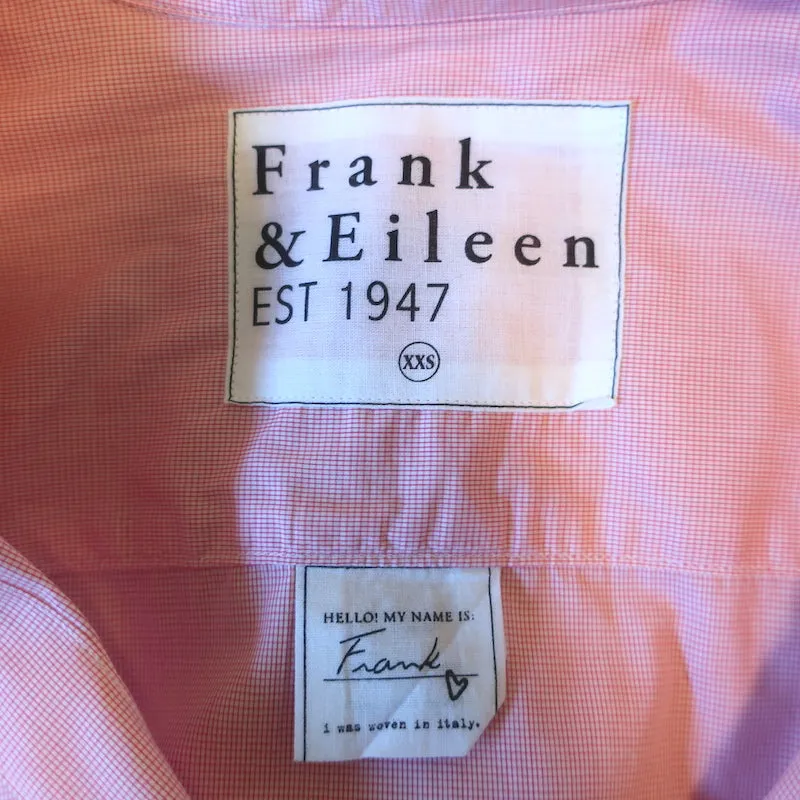 Frank
& Eileen
EST 1947
XXS
HELLO! MY NAME IS:
Frank
i was woven in italy.